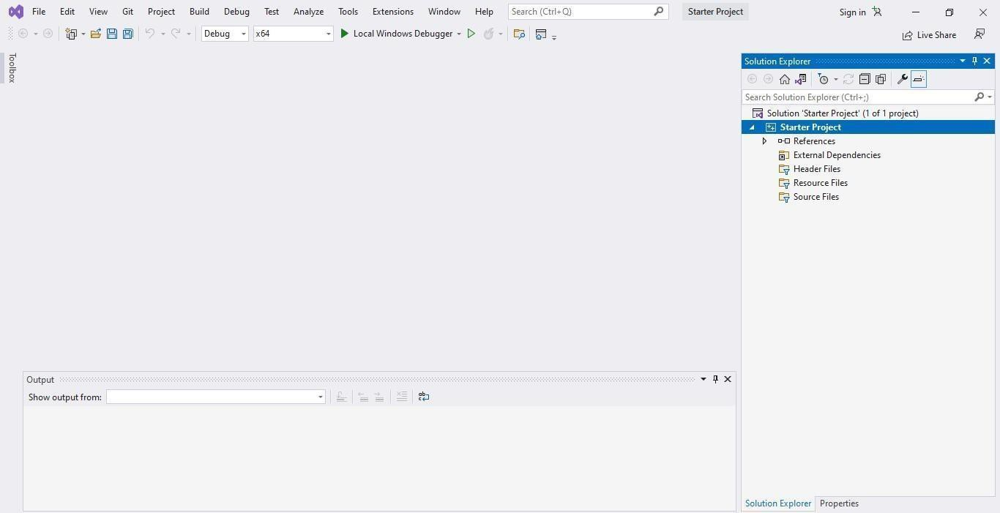 File Edit View Git Project Build Debug Test Analyze Tools Extensions Window Help Search (Ctrl+Q) Starter Project Sign in
Debug x64 Local Windows Debugger Live Share
Toolbox
Solution Explorer
Search Solution Explorer (Ctrl+;)
Solution 'Starter Project' (1 of 1 project)
Starter Project
References
External Dependencies
Header Files
Resource Files
Source Files
Output
Show output from:
Solution Explorer Properties